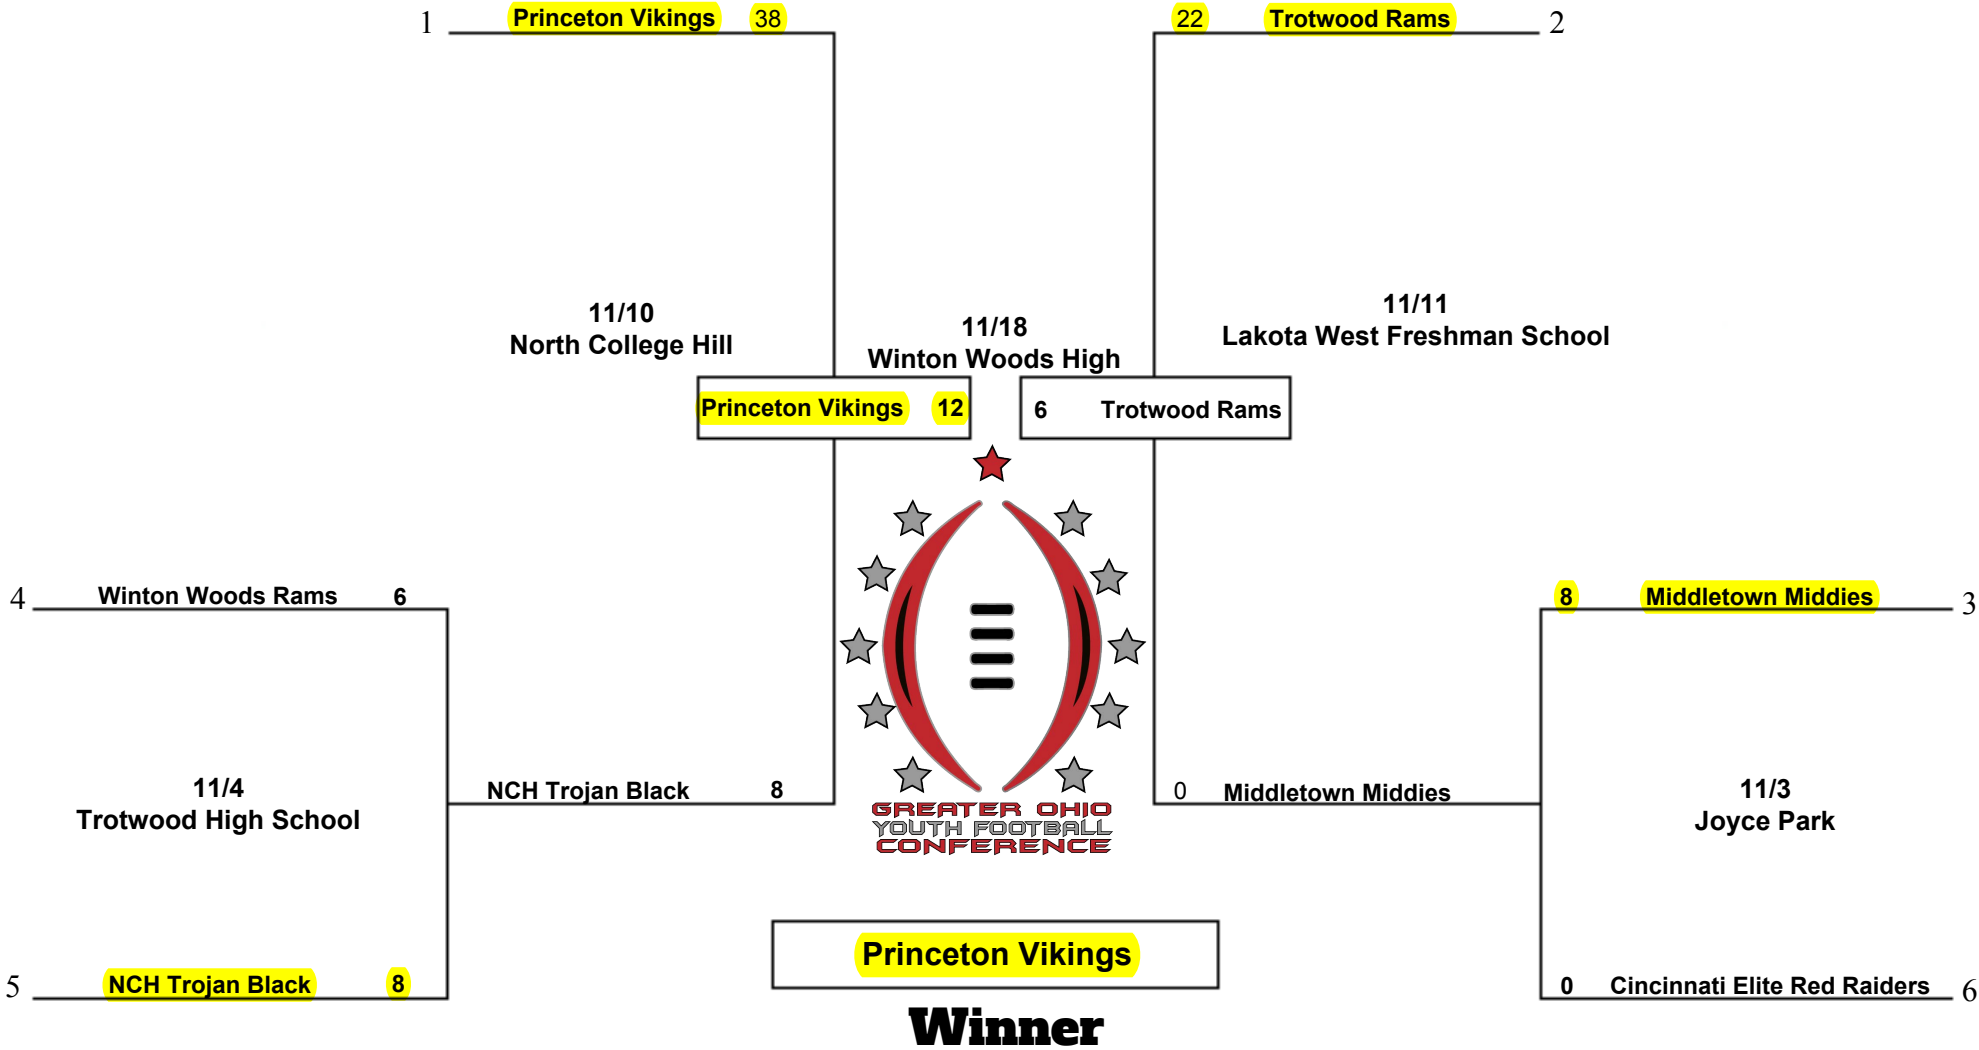 1 Princeton Vikings 38
22 Trotwood Rams 2
11/10
North College Hill
11/18
Winton Woods High
11/11
Lakota West Freshman School
Princeton Vikings 12
6 Trotwood Rams
4 Winton Woods Rams 6
8 Middletown Middies 3
11/4
Trotwood High School
NCH Trojan Black 8
0 Middletown Middies
11/3
Joyce Park
GREATER OHIO
YOUTH FOOTBALL
CONFERENCE
5 NCH Trojan Black 8
0 Cincinnati Elite Red Raiders 6
Princeton Vikings
Winner